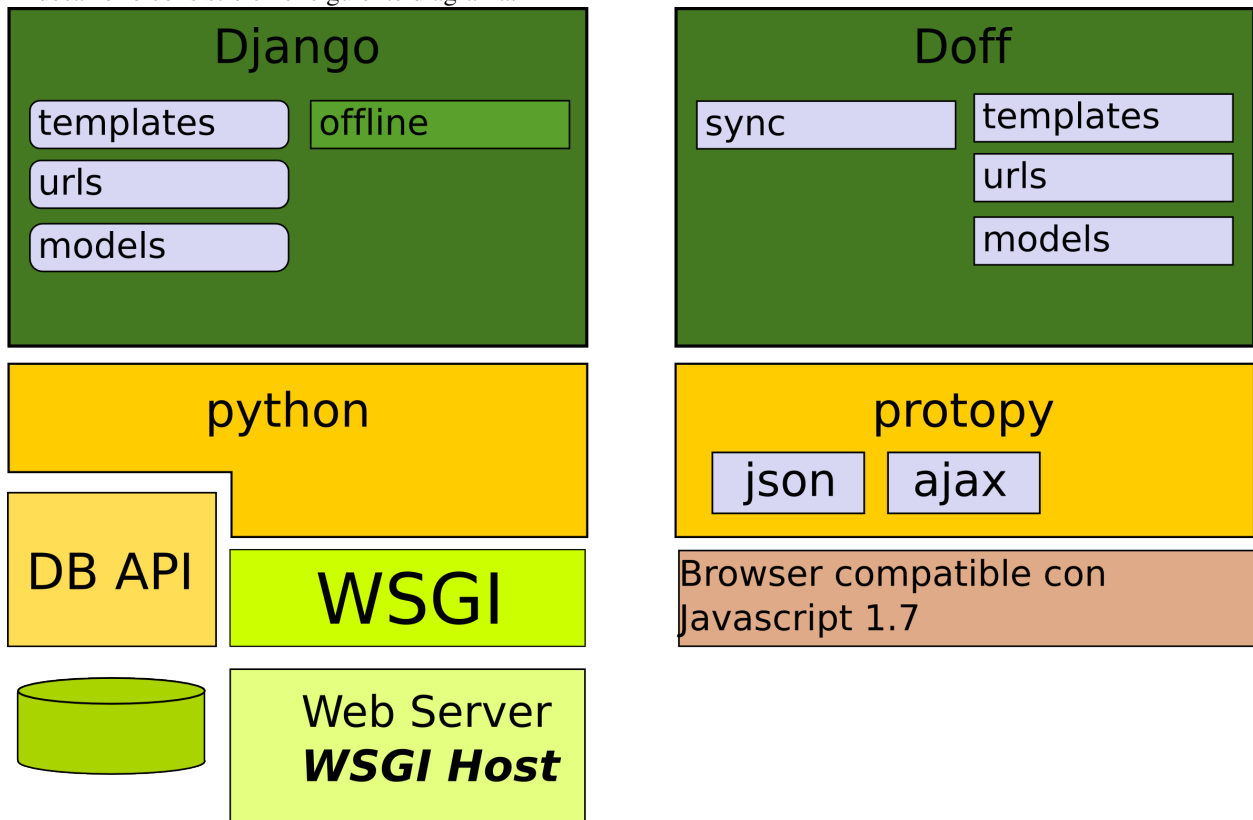 Django
templates
offline
urls
models
python
DB API
WSGI
Web Server
WSGI Host
Doff
sync
templates
urls
models
protopy
json
ajax
Browser compatible con
Javascript 1.7